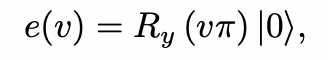 e(v) = R_y (vπ) |0⟩,